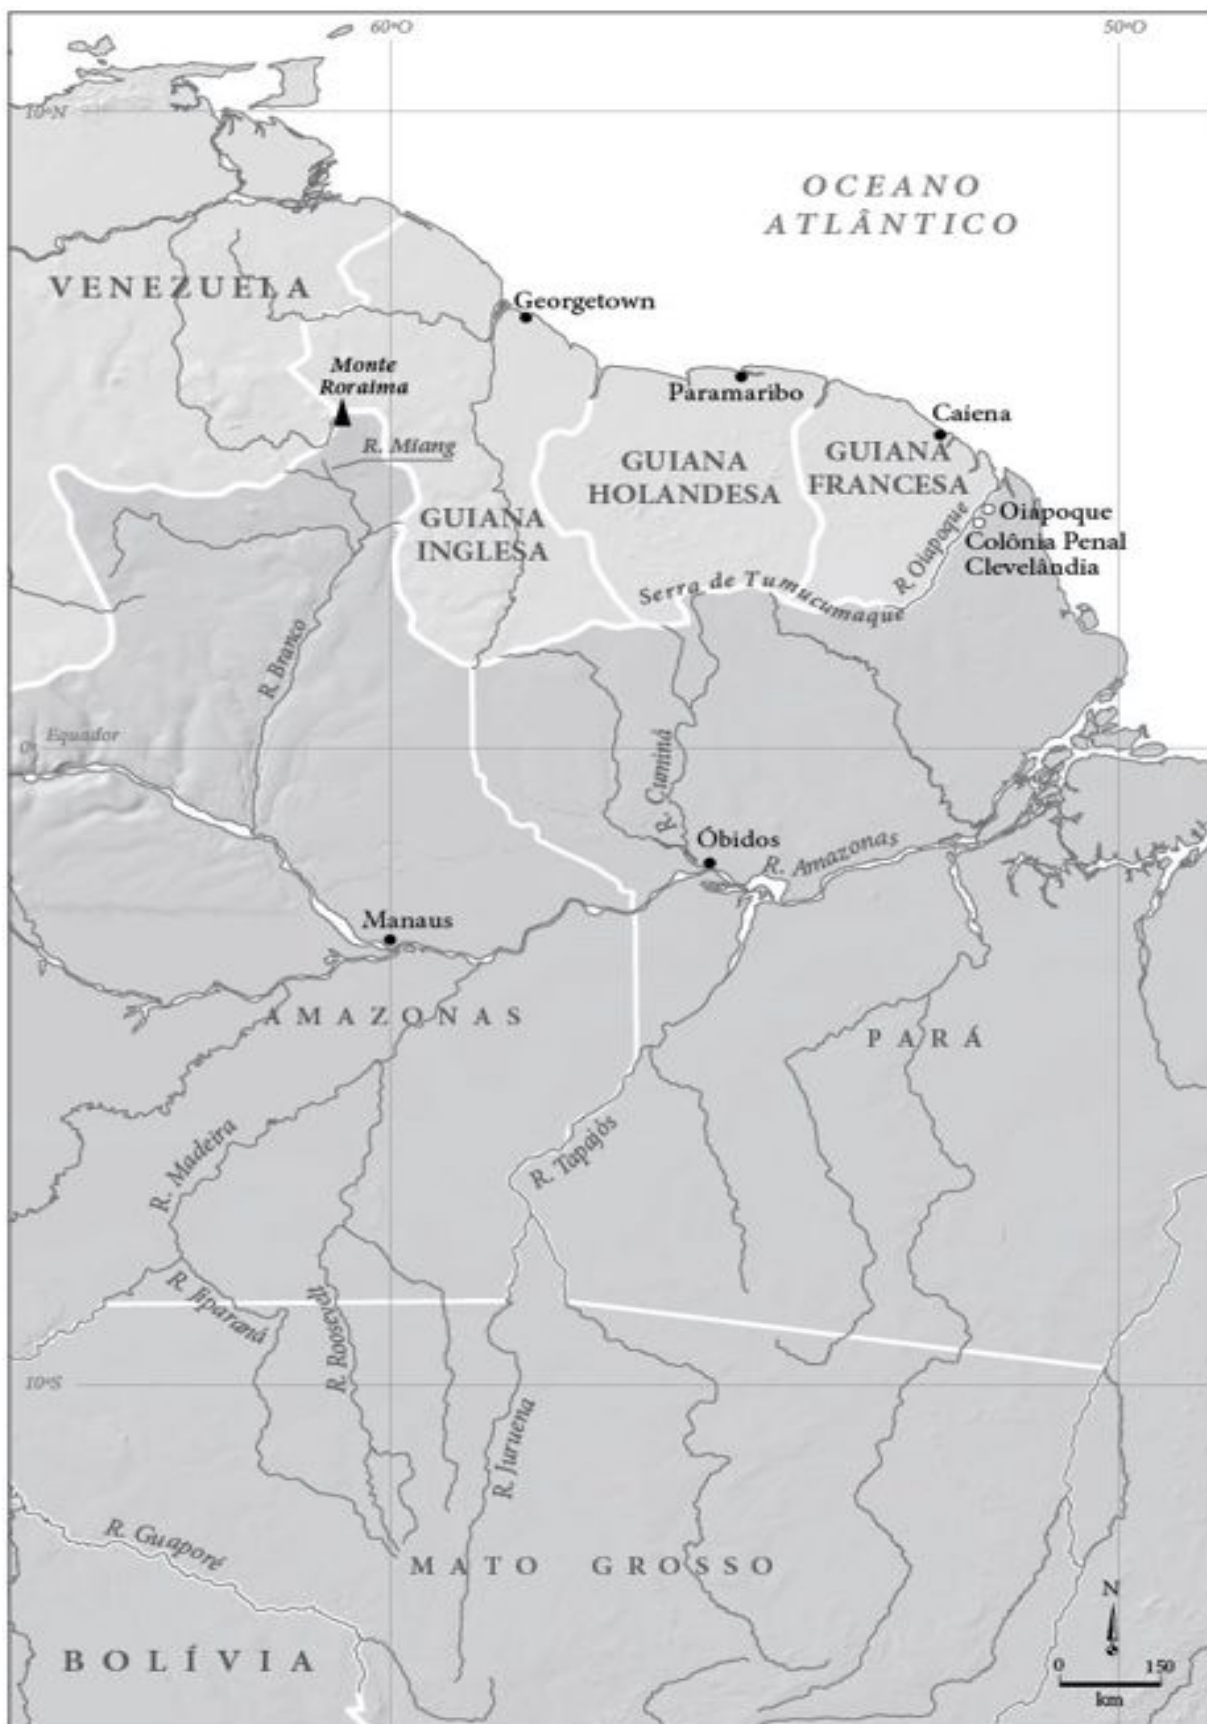 60ºO
50ºO
10ºN
OCEANO
ATLÂNTICO
VENEZUELA
Georgetown
Monte
Roraima
Paramaribo
Caiena
R. Miang
GUIANA
HOLANDESA
GUIANA
FRANCESA
GUIANA
INGLESA
Oiapoque
Colônia Penal
Clevelândia
R. Oiapoque
Serra de Tumucumaque
R. Branco
Equador
0º
R. Cuminá
Óbidos
R. Amazonas
Manaus
AMAZONAS
PARÁ
R. Madeira
R. Tapajós
R. Jiparaná
R. Roosevelt
10ºS
R. Juruena
R. Guaporé
MATO GROSSO
BOLÍVIA
N
0 150
km